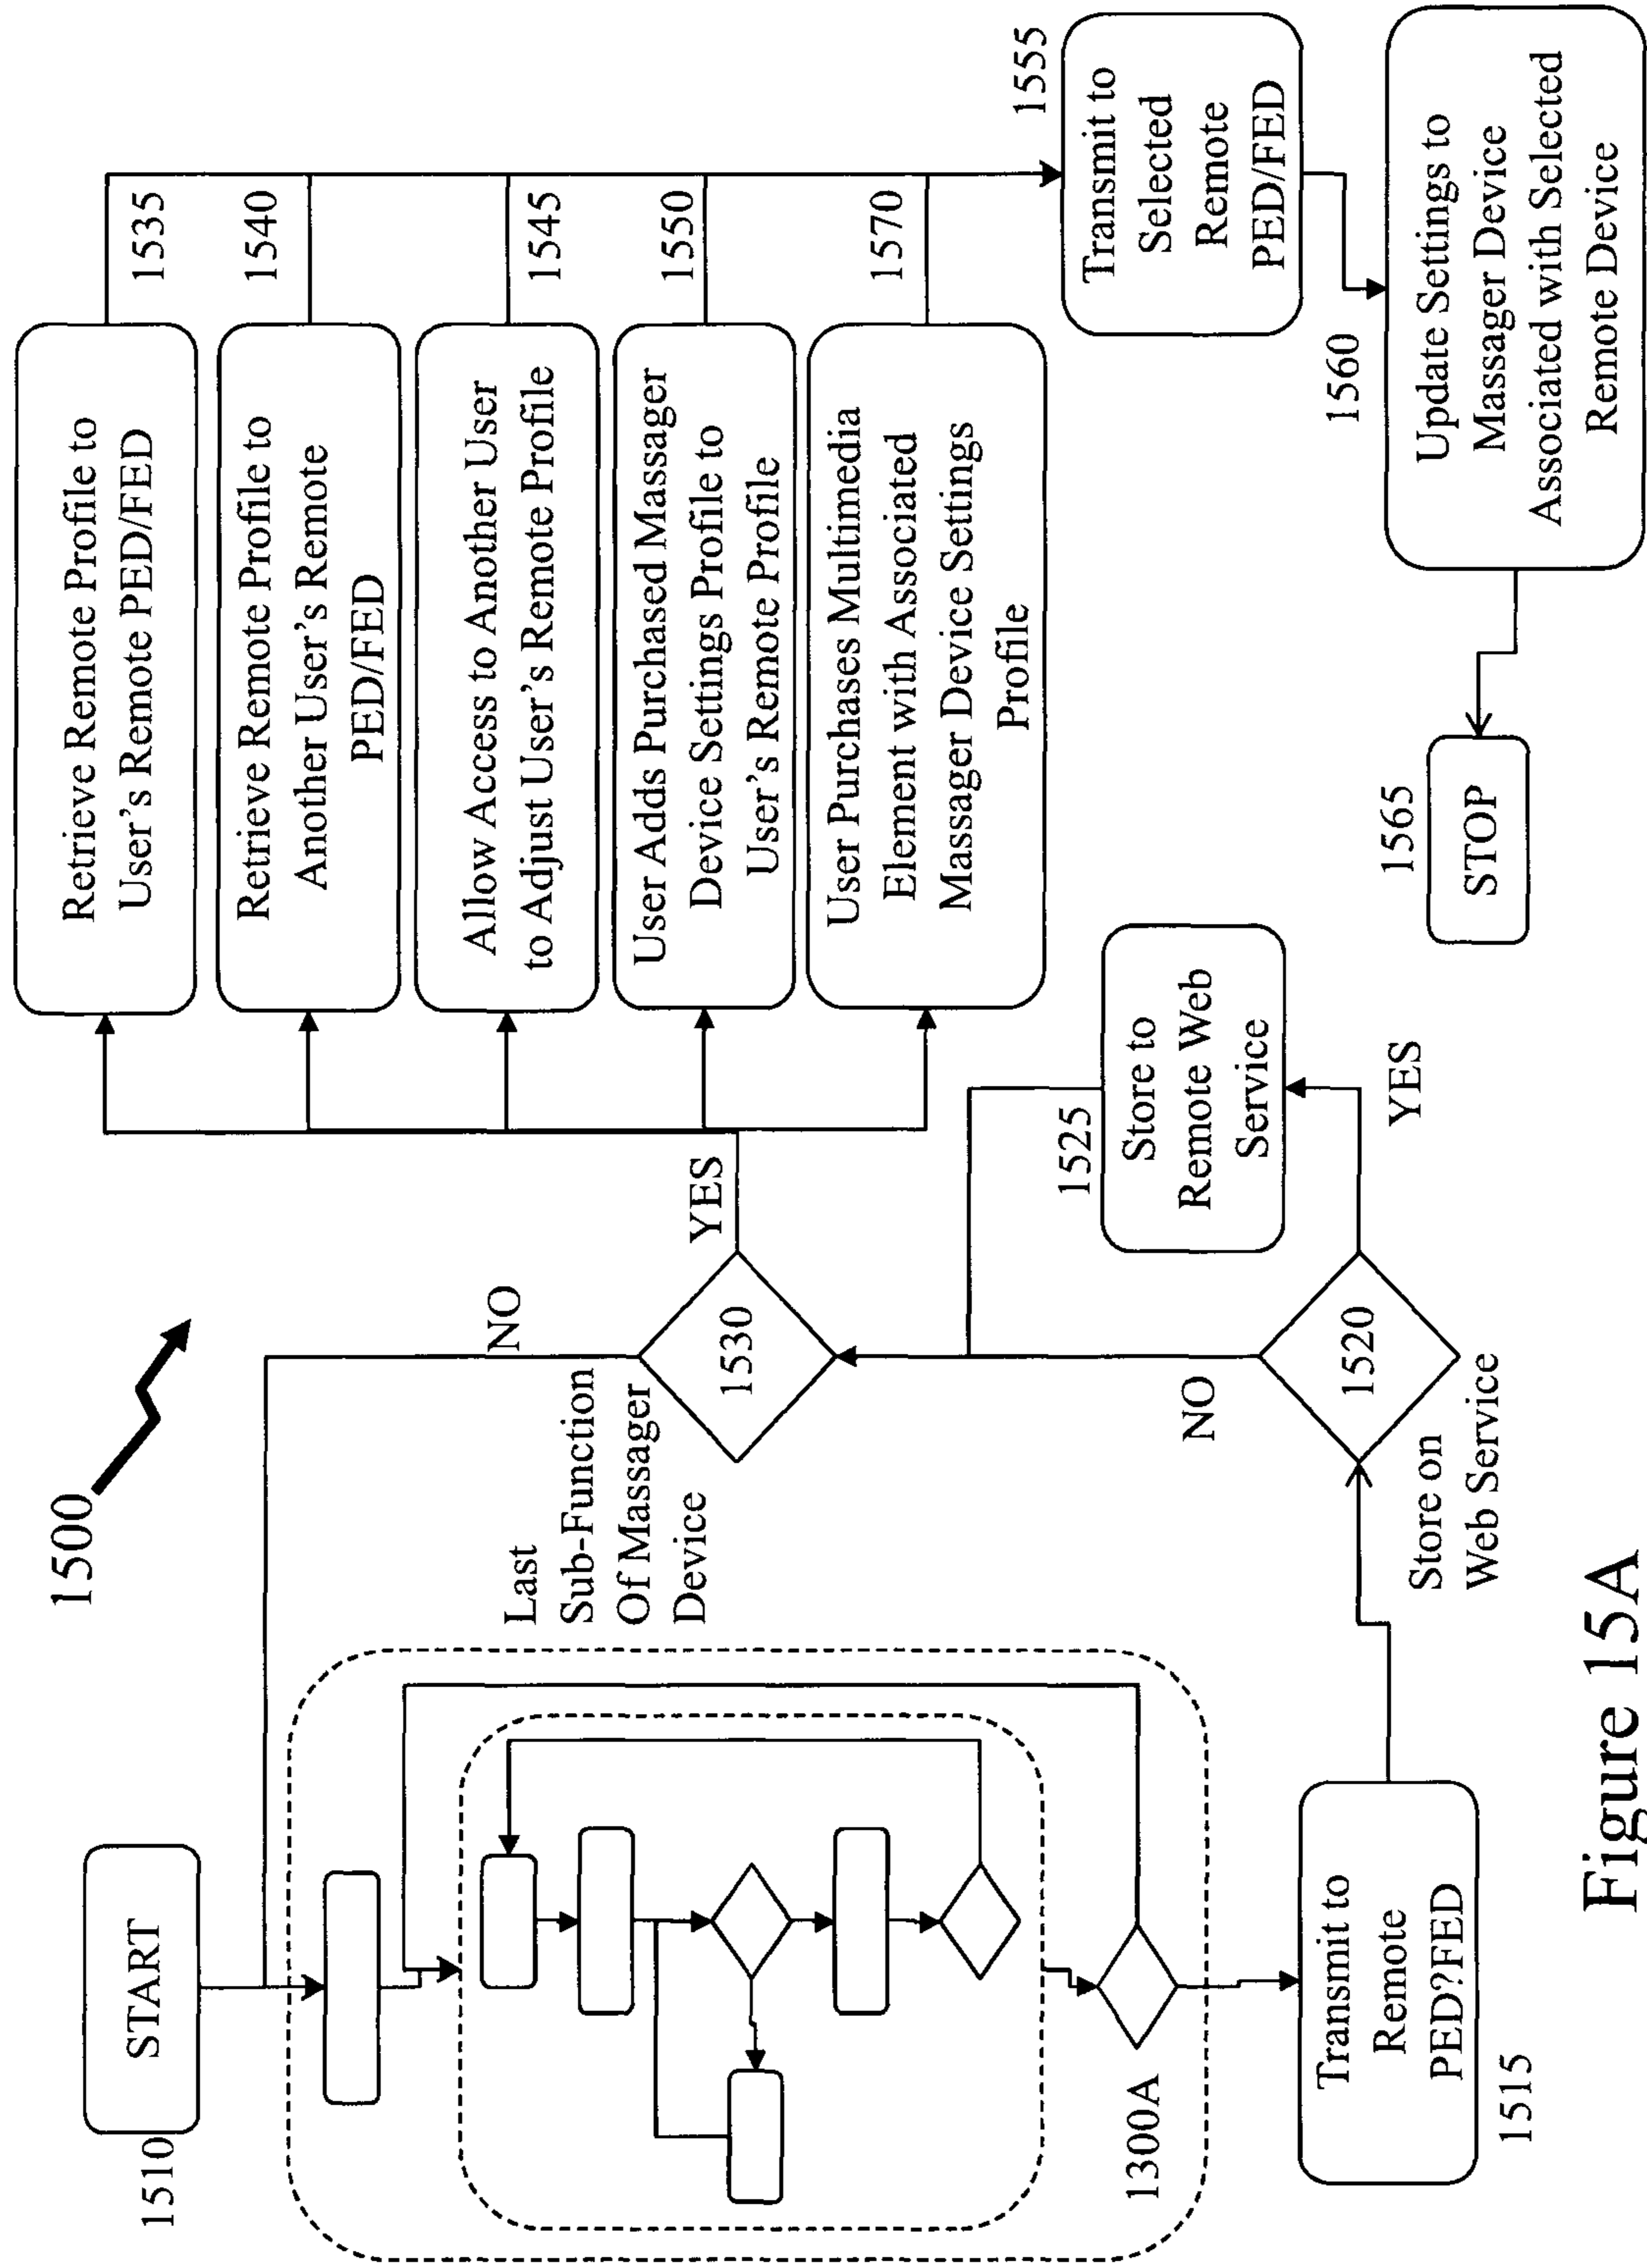 1500
START
1510
1300A
Transmit to
Remote
PED?FED
1515
Store on
Web Service
1520
NO
YES
1525
Store to
Remote Web
Service
Last
Sub-Function
Of Massager
Device
1530
NO
YES
Retrieve Remote Profile to
User's Remote PED/FED
1535
Retrieve Remote Profile to
Another User's Remote
PED/FED
1540
Allow Access to Another User
to Adjust User's Remote Profile
1545
User Adds Purchased Massager
Device Settings Profile to
User's Remote Profile
1550
User Purchases Multimedia
Element with Associated
Massager Device Settings
Profile
1570
1555
Transmit to
Selected
Remote
PED/FED
1560
Update Settings to
Massager Device
Associated with Selected
Remote Device
1565
STOP
Figure 15A